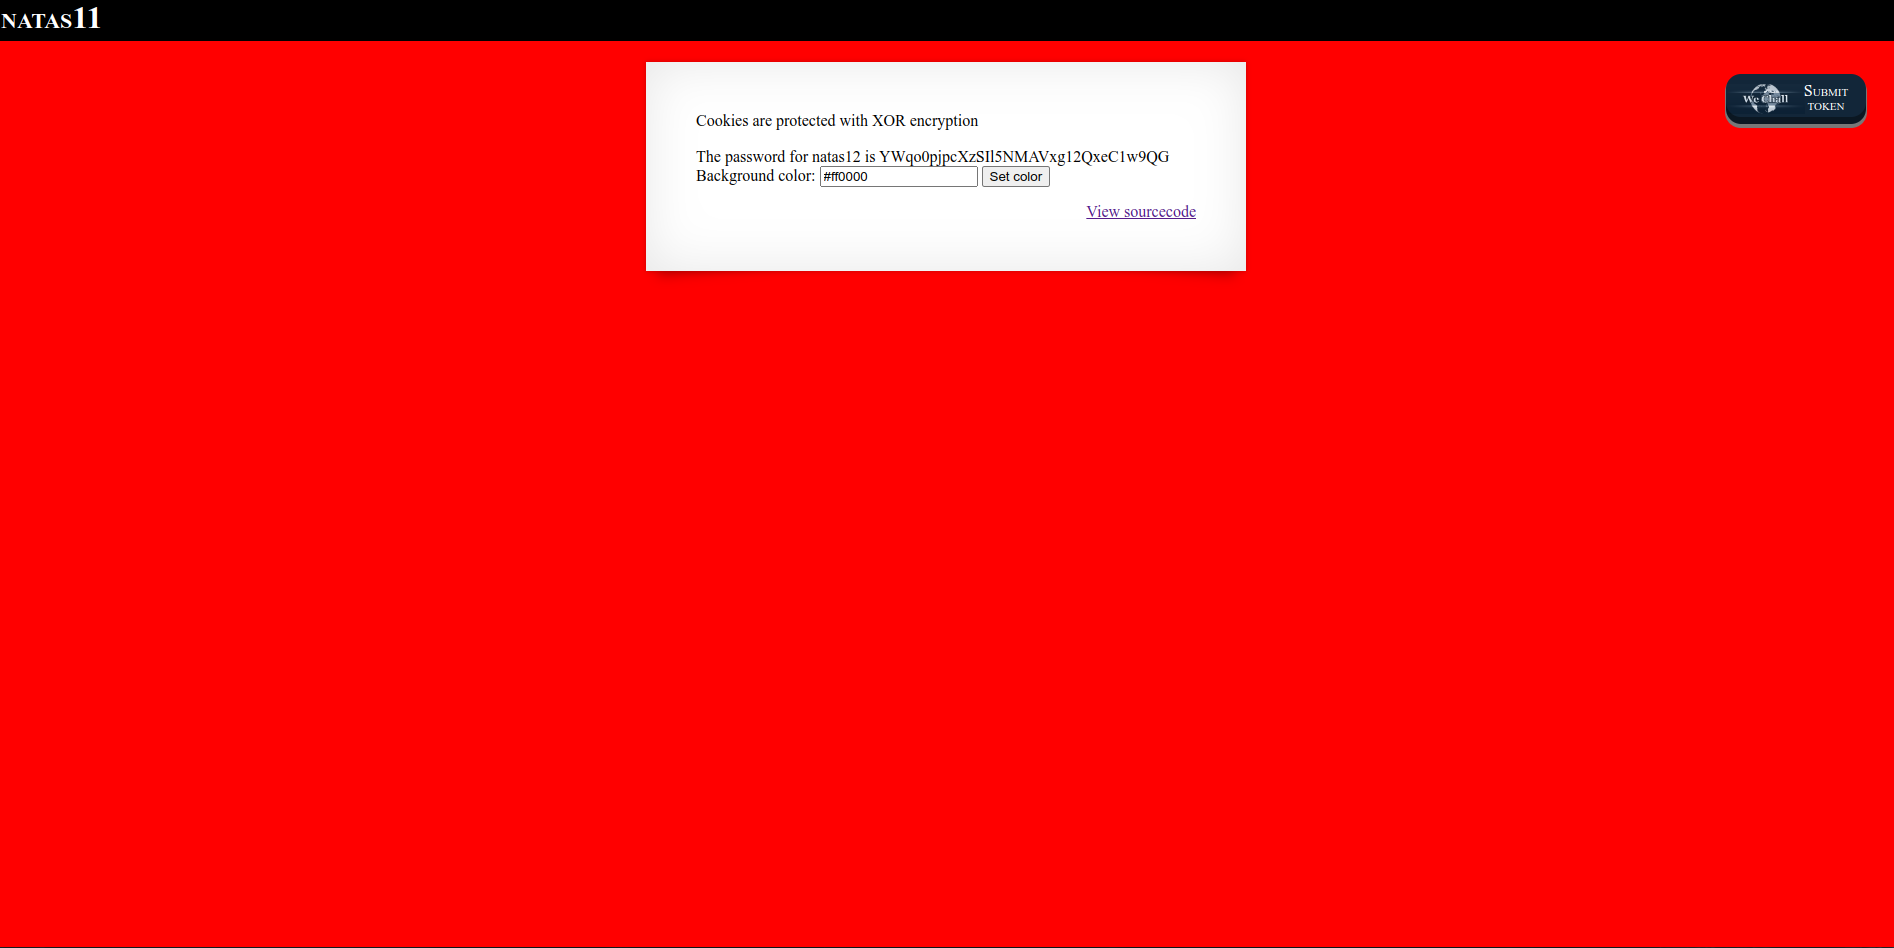 NATAS11
Cookies are protected with XOR encryption
The password for natas12 is YWqo0pjpcXzSIl5NMAVxg12QxeC1w9QG
Background color: #ff0000 Set color
View sourcecode
We Chall
SUBMIT
TOKEN